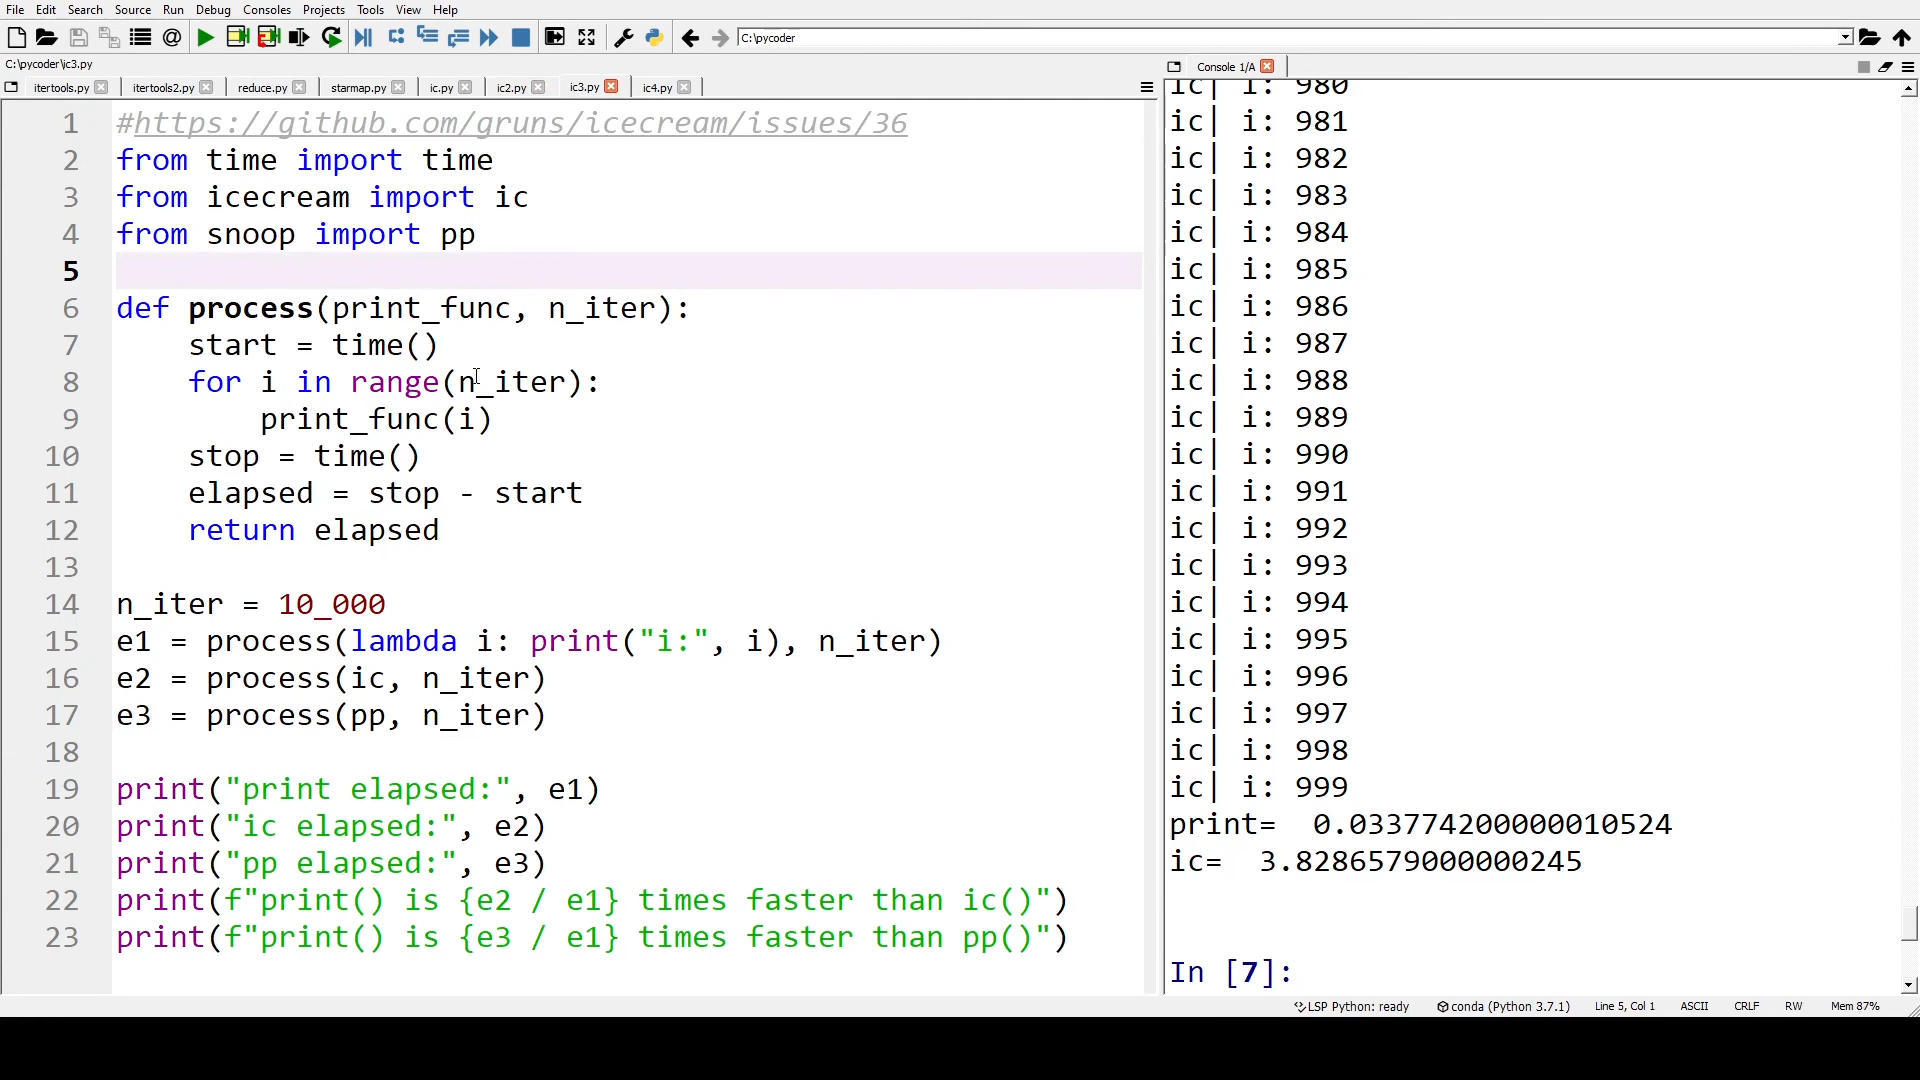 File Edit Search Source Run Debug Consoles Projects Tools View Help
C:\pycoder
C:\pycoder\ic3.py
itertools.py itertools2.py reduce.py starmap.py ic.py ic2.py ic3.py ic4.py
1 #https://github.com/gruns/icecream/issues/36
2 from time import time
3 from icecream import ic
4 from snoop import pp
5
6 def process(print_func, n_iter):
7     start = time()
8     for i in range(n_iter):
9         print_func(i)
10     stop = time()
11     elapsed = stop - start
12     return elapsed
13
14 n_iter = 10_000
15 e1 = process(lambda i: print("i:", i), n_iter)
16 e2 = process(ic, n_iter)
17 e3 = process(pp, n_iter)
18
19 print("print elapsed:", e1)
20 print("ic elapsed:", e2)
21 print("pp elapsed:", e3)
22 print(f"print() is {e2 / e1} times faster than ic()")
23 print(f"print() is {e3 / e1} times faster than pp()")
Console 1/A
ic| i: 980
ic| i: 981
ic| i: 982
ic| i: 983
ic| i: 984
ic| i: 985
ic| i: 986
ic| i: 987
ic| i: 988
ic| i: 989
ic| i: 990
ic| i: 991
ic| i: 992
ic| i: 993
ic| i: 994
ic| i: 995
ic| i: 996
ic| i: 997
ic| i: 998
ic| i: 999
print=  0.033774200000010524
ic=  3.8286579000000245
In [7]:
LSP Python: ready conda (Python 3.7.1) Line 5, Col 1 ASCII CRLF RW Mem 87%